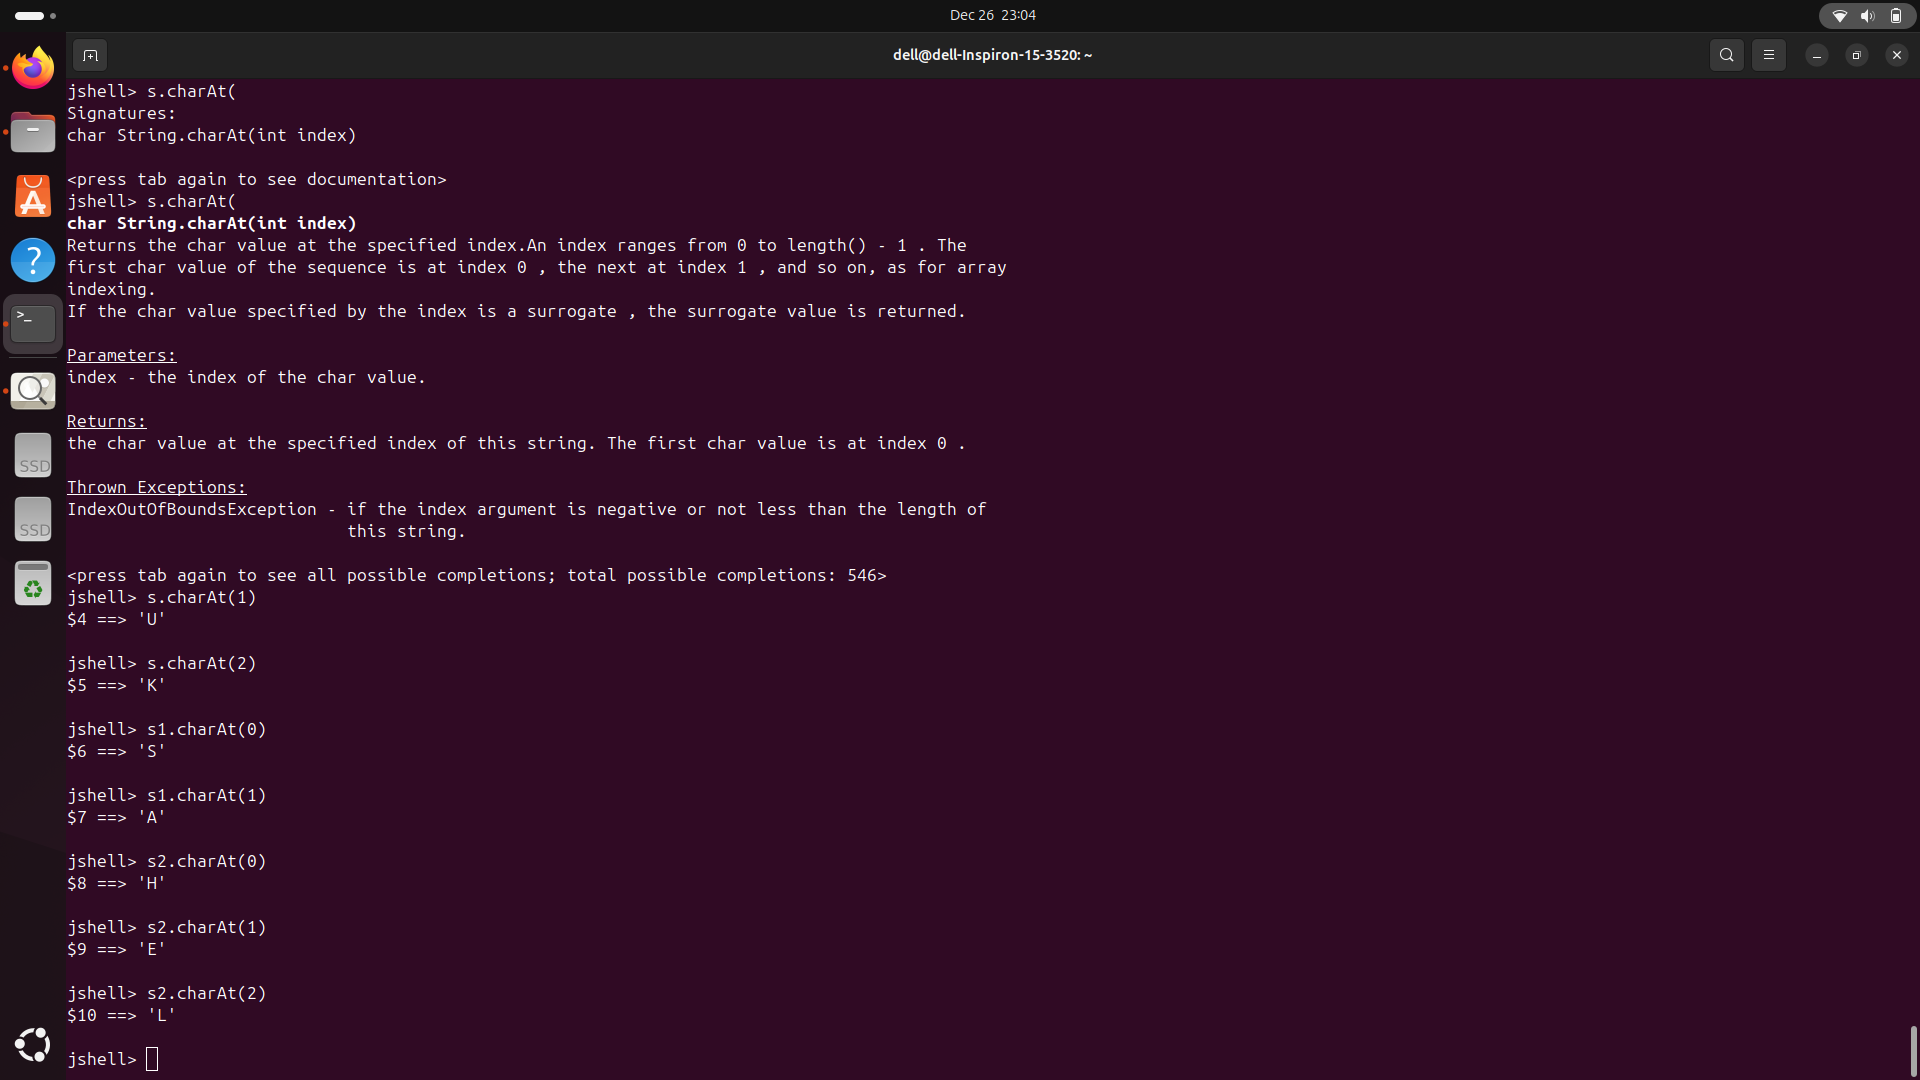 Dec 26 23:04
dell@dell-Inspiron-15-3520: ~
jshell> s.charAt(
Signatures:
char String.charAt(int index)
<press tab again to see documentation>
jshell> s.charAt(
char String.charAt(int index)
Returns the char value at the specified index.An index ranges from 0 to length() - 1 . The
first char value of the sequence is at index 0 , the next at index 1 , and so on, as for array
indexing.
If the char value specified by the index is a surrogate , the surrogate value is returned.
Parameters:
index - the index of the char value.
Returns:
the char value at the specified index of this string. The first char value is at index 0 .
Thrown Exceptions:
IndexOutOfBoundsException - if the index argument is negative or not less than the length of
this string.
<press tab again to see all possible completions; total possible completions: 546>
jshell> s.charAt(1)
$4 ==> 'U'
jshell> s.charAt(2)
$5 ==> 'K'
jshell> s1.charAt(0)
$6 ==> 'S'
jshell> s1.charAt(1)
$7 ==> 'A'
jshell> s2.charAt(0)
$8 ==> 'H'
jshell> s2.charAt(1)
$9 ==> 'E'
jshell> s2.charAt(2)
$10 ==> 'L'
jshell>
SSD
SSD